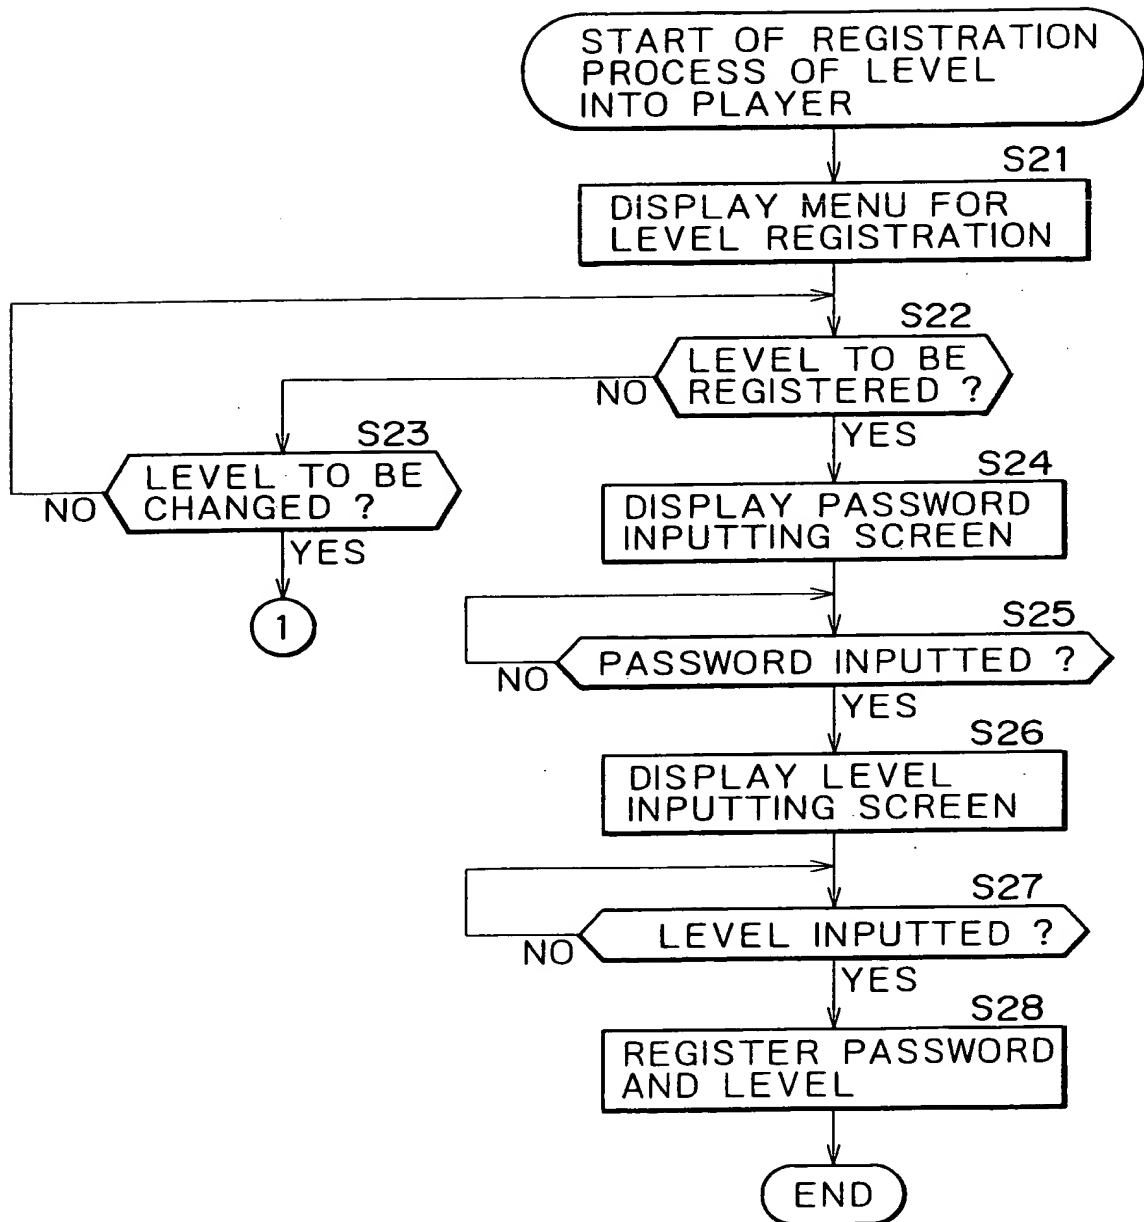 START OF REGISTRATION
PROCESS OF LEVEL
INTO PLAYER
S21
DISPLAY MENU FOR
LEVEL REGISTRATION
S22
LEVEL TO BE
REGISTERED ?
NO
YES
S23
LEVEL TO BE
CHANGED ?
NO
YES
1
S24
DISPLAY PASSWORD
INPUTTING SCREEN
S25
PASSWORD INPUTTED ?
NO
YES
S26
DISPLAY LEVEL
INPUTTING SCREEN
S27
LEVEL INPUTTED ?
NO
YES
S28
REGISTER PASSWORD
AND LEVEL
END